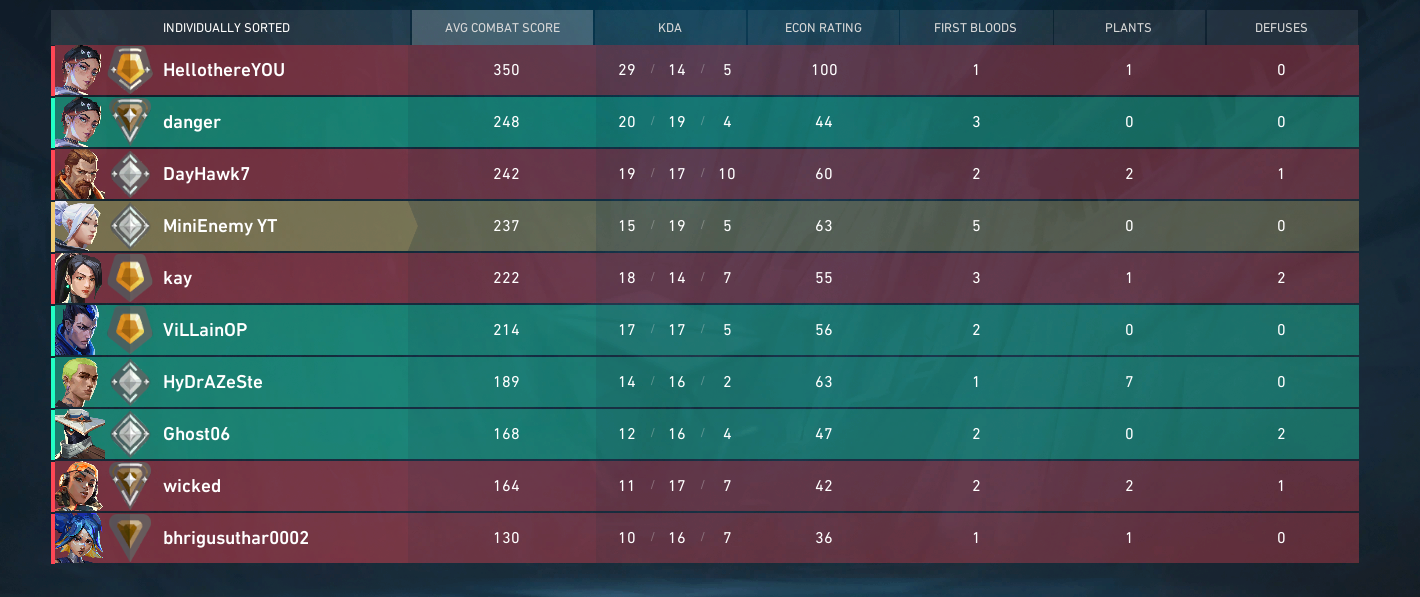 INDIVIDUALLY SORTED AVG COMBAT SCORE KDA ECON RATING FIRST BLOODS PLANTS DEFUSES
HellothereYOU 350 29 / 14 / 5 100 1 1 0
danger 248 20 / 19 / 4 44 3 0 0
DayHawk7 242 19 / 17 / 10 60 2 2 1
MiniEnemy YT 237 15 / 19 / 5 63 5 0 0
kay 222 18 / 14 / 7 55 3 1 2
ViLLainOP 214 17 / 17 / 5 56 2 0 0
HyDrAZeSte 189 14 / 16 / 2 63 1 7 0
Ghost06 168 12 / 16 / 4 47 2 0 2
wicked 164 11 / 17 / 7 42 2 2 1
bhrigusuthar0002 130 10 / 16 / 7 36 1 1 0